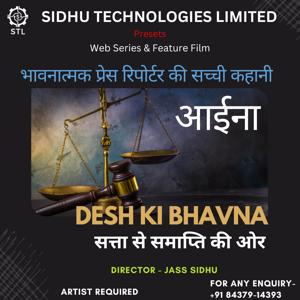 STL
SIDHU TECHNOLOGIES LIMITED
Presets
Web Series & Feature Film
भावनात्मक प्रेस रिपोर्टर की सच्ची कहानी
आईना
DESH KI BHAVNA
सत्ता से समाप्ति की ओर
DIRECTOR - JASS SIDHU
ARTIST REQUIRED
FOR ANY ENQUIRY-
+91 84379-14393